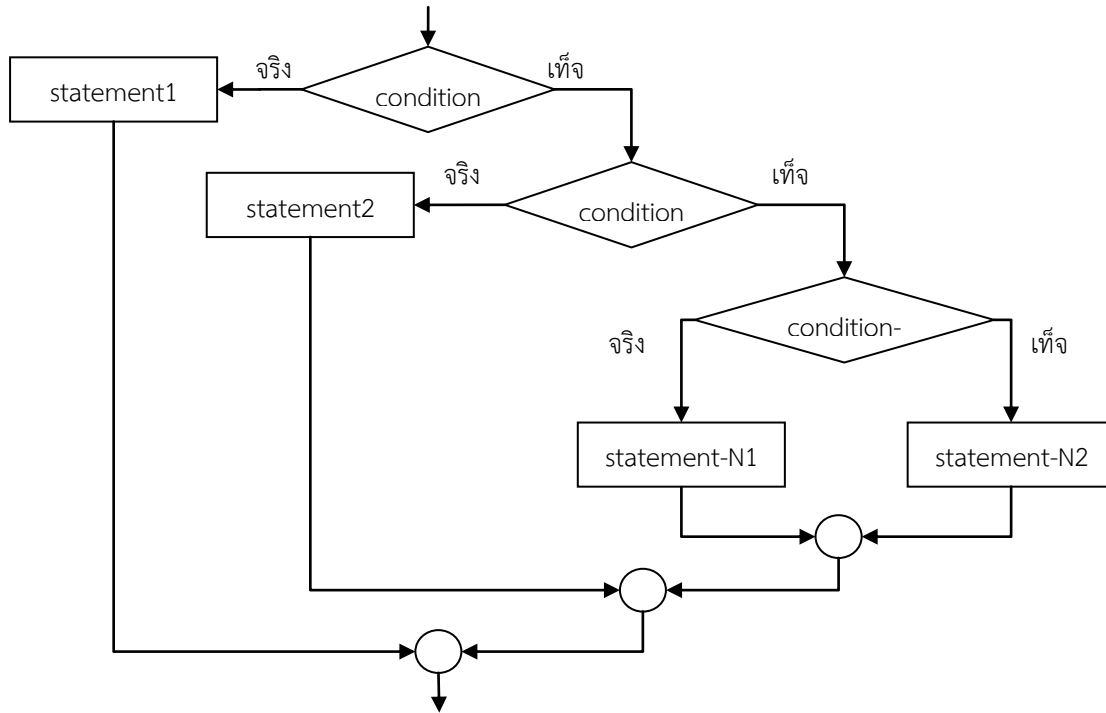 จริง
เท็จ
statement1
condition
จริง
เท็จ
statement2
condition
condition-
จริง
เท็จ
statement-N1
statement-N2